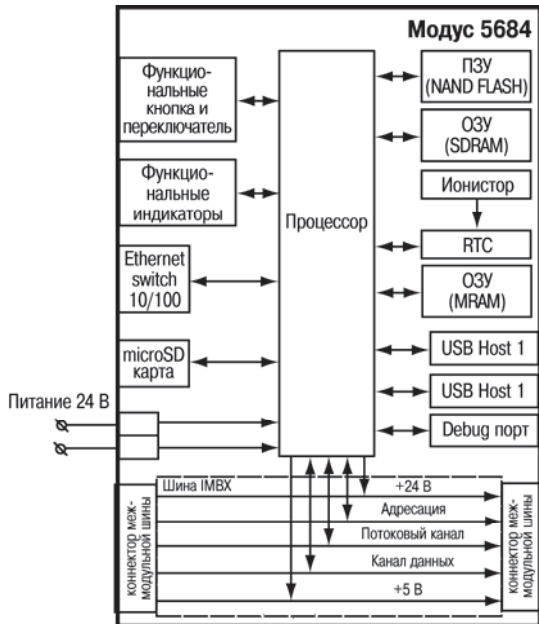 Модус 5684
Функцио-
нальные
кнопка и
переключатель
Функцио-
нальные
индикаторы
Ethernet
switch
10/100
microSD
карта
Питание 24 В
Процессор
ПЗУ
(NAND FLASH)
ОЗУ
(SDRAM)
Ионистор
RTC
ОЗУ
(MRAM)
USB Host 1
USB Host 1
Debug порт
коннектор меж-
модульной шины
Шина IMBX
+24 В
Адресация
Потоковый канал
Канал данных
+5 В
коннектор меж-
модульной шины